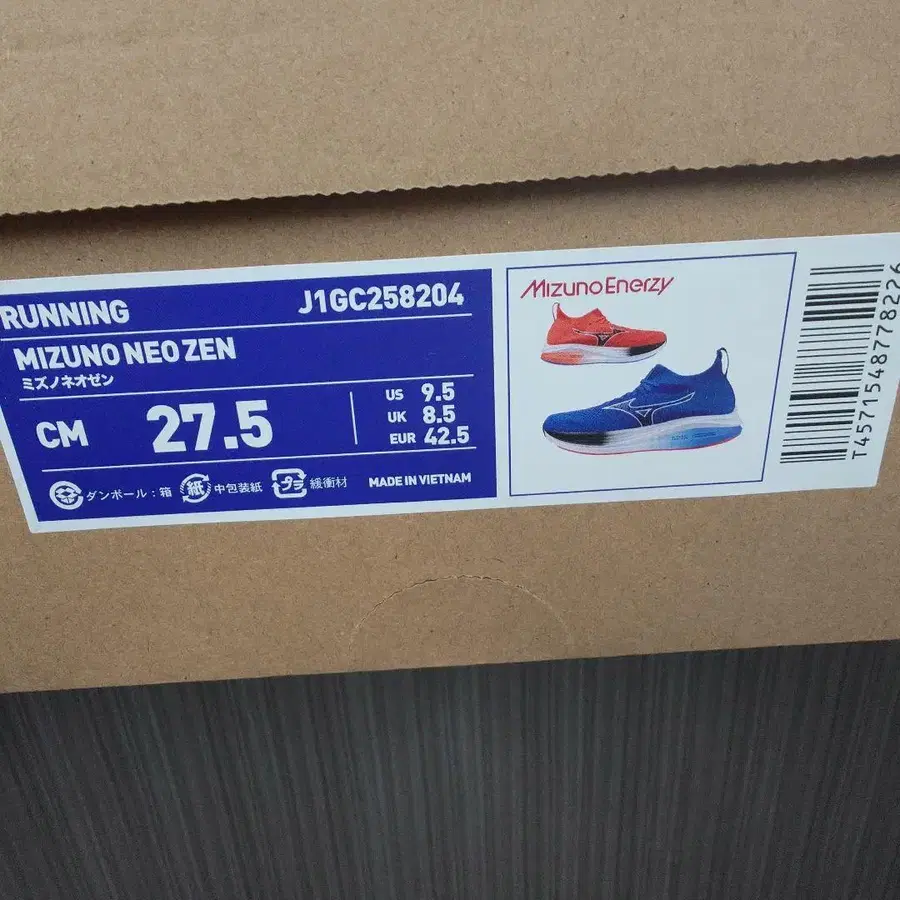 RUNNING J1GC258204
MIZUNO NEO ZEN
ミズノネオゼン
CM 27.5
US 9.5
UK 8.5
EUR 42.5
ダンボール:箱 紙 中包装紙 プラ 緩衝材 MADE IN VIETNAM
MizunoEnerzy
T4571548778226